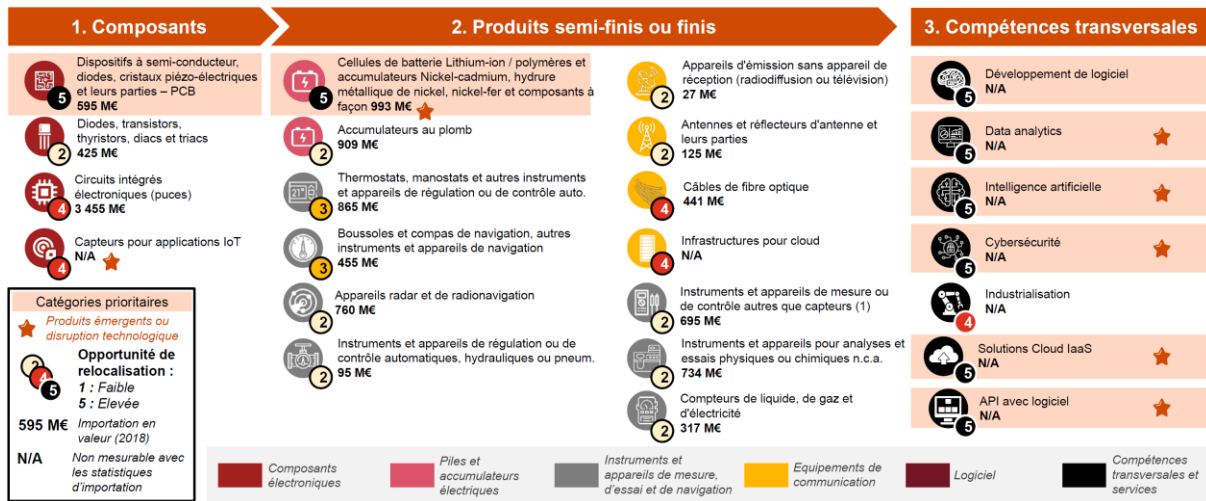 1. Composants
2. Produits semi-finis ou finis
3. Compétences transversales
Dispositifs à semi-conducteur,
diodes, cristaux piézo-électriques
et leurs parties – PCB
5
595 M€
Diodes, transistors,
thyristors, diacs et triacs
2
425 M€
Circuits intégrés
électroniques (puces)
4
3 455 M€
Capteurs pour applications IoT
4
N/A
Catégories prioritaires
Produits émergents ou
disruption technologique
2
4
5
Opportunité de
relocalisation :
1 : Faible
5 : Elevée
595 M€
Importation en
valeur (2018)
N/A
Non mesurable avec
les statistiques
d'importation
Cellules de batterie Lithium-ion / polymères et
accumulateurs Nickel-cadmium, hydrure
métallique de nickel, nickel-fer et composants à
façon 993 M€
5
Accumulateurs au plomb
2
909 M€
21°
Thermostats, manostats et autres instruments
et appareils de régulation ou de contrôle auto.
3
865 M€
Boussoles et compas de navigation, autres
instruments et appareils de navigation
3
455 M€
Appareils radar et de radionavigation
2
760 M€
Instruments et appareils de régulation ou de
contrôle automatiques, hydrauliques ou pneum.
2
95 M€
Appareils d'émission sans appareil de
réception (radiodiffusion ou télévision)
2
27 M€
Antennes et réflecteurs d'antenne et
leurs parties
2
125 M€
Câbles de fibre optique
4
441 M€
Infrastructures pour cloud
4
N/A
Instruments et appareils de mesure ou
de contrôle autres que capteurs (1)
2
695 M€
Instruments et appareils pour analyses et
essais physiques ou chimiques n.c.a.
2
734 M€
Compteurs de liquide, de gaz et
d'électricité
2
317 M€
Développement de logiciel
5
N/A
Data analytics
5
N/A
Intelligence artificielle
5
N/A
Cybersécurité
5
N/A
Industrialisation
4
N/A
Solutions Cloud IaaS
5
N/A
API avec logiciel
5
N/A
Composants
électroniques
Piles et
accumulateurs
électriques
Instruments et
appareils de mesure,
d'essai et de navigation
Equipements de
communication
Logiciel
Compétences
transversales et
services